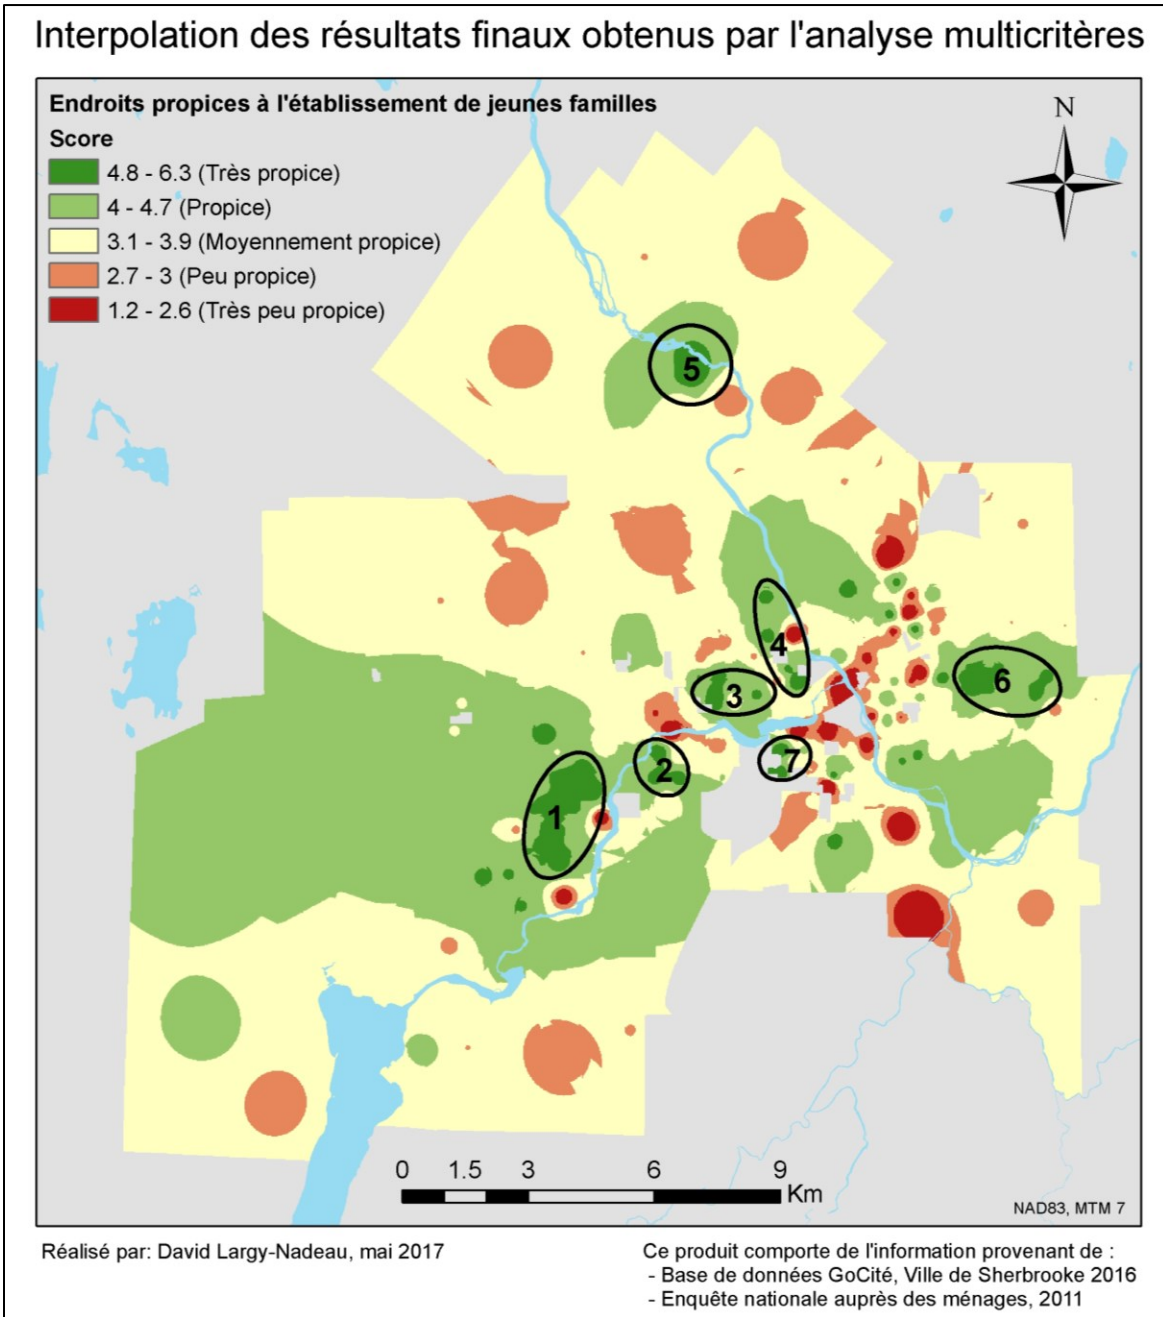 Interpolation des résultats finaux obtenus par l'analyse multicritères
Endroits propices à l'établissement de jeunes familles
Score
4.8 - 6.3 (Très propice)
4 - 4.7 (Propice)
3.1 - 3.9 (Moyennement propice)
2.7 - 3 (Peu propice)
1.2 - 2.6 (Très peu propice)
N
5
4
6
3
7
2
1
0 1.5 3 6 9
Km
NAD83, MTM 7
Réalisé par: David Largy-Nadeau, mai 2017
Ce produit comporte de l'information provenant de :
- Base de données GoCité, Ville de Sherbrooke 2016
- Enquête nationale auprès des ménages, 2011